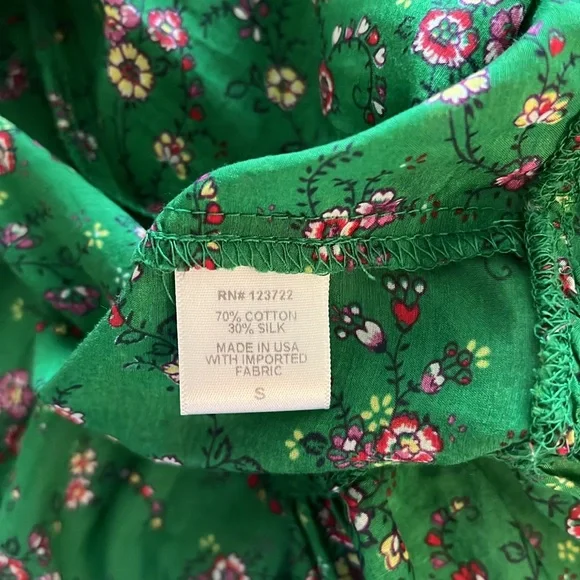 RN# 123722
70% COTTON
30% SILK
MADE IN USA
WITH IMPORTED
FABRIC
S